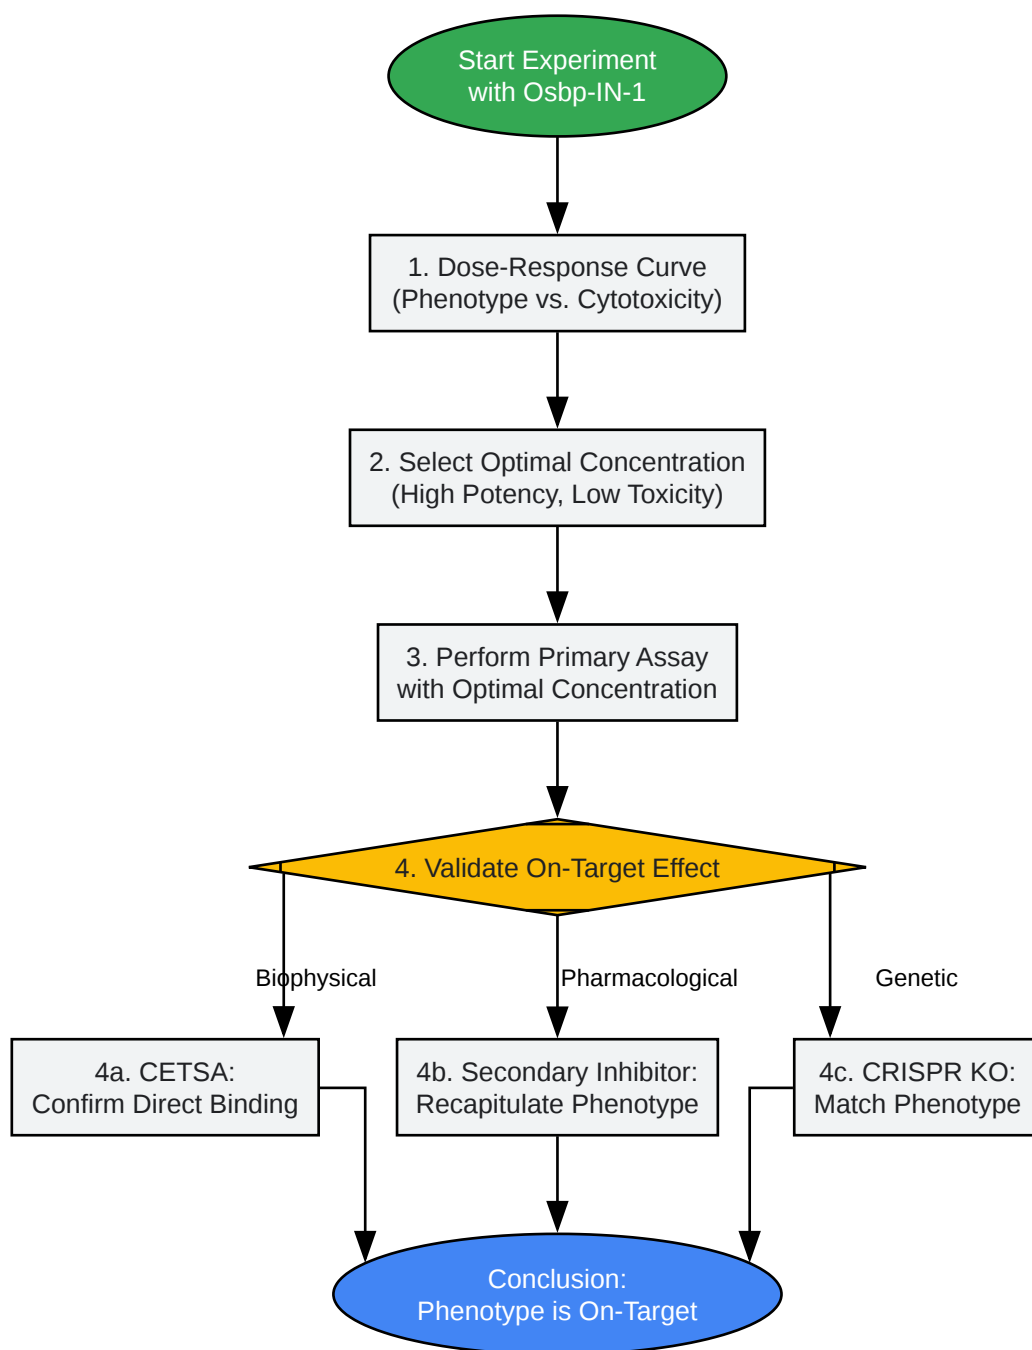 Start Experiment
with Osbp-IN-1
1. Dose-Response Curve
(Phenotype vs. Cytotoxicity)
2. Select Optimal Concentration
(High Potency, Low Toxicity)
3. Perform Primary Assay
with Optimal Concentration
4. Validate On-Target Effect
Biophysical
Pharmacological
Genetic
4a. CETSA:
Confirm Direct Binding
4b. Secondary Inhibitor:
Recapitulate Phenotype
4c. CRISPR KO:
Match Phenotype
Conclusion:
Phenotype is On-Target